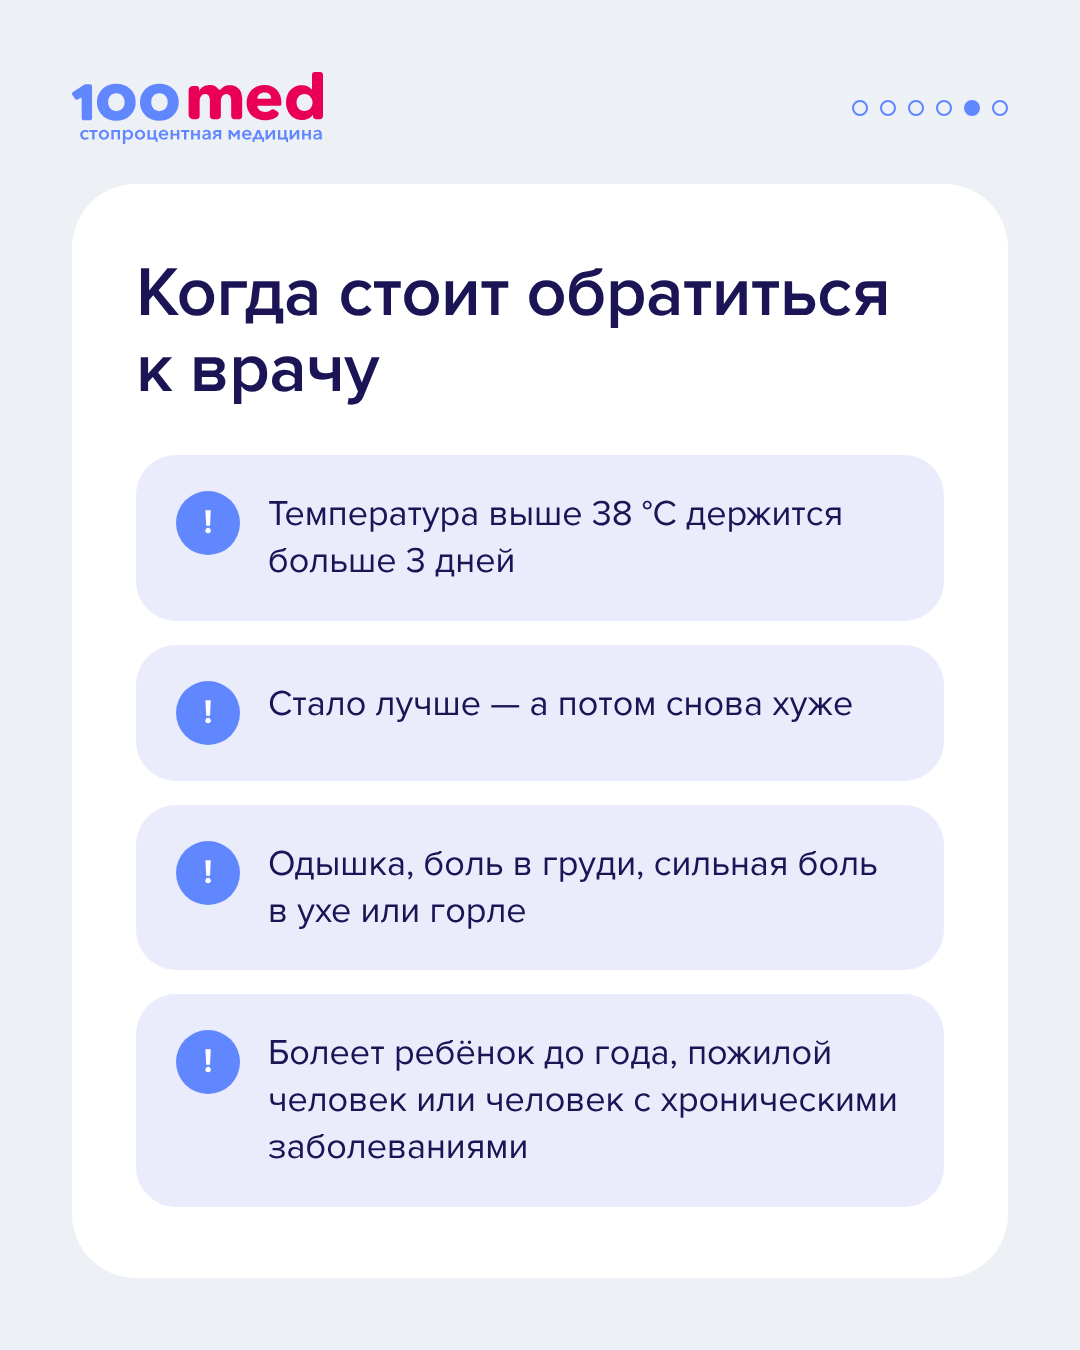 100med
стопроцентная медицина
Когда стоит обратиться
к врачу
! Температура выше 38 °C держится
больше 3 дней
! Стало лучше — а потом снова хуже
! Одышка, боль в груди, сильная боль
в ухе или горле
! Болеет ребёнок до года, пожилой
человек или человек с хроническими
заболеваниями